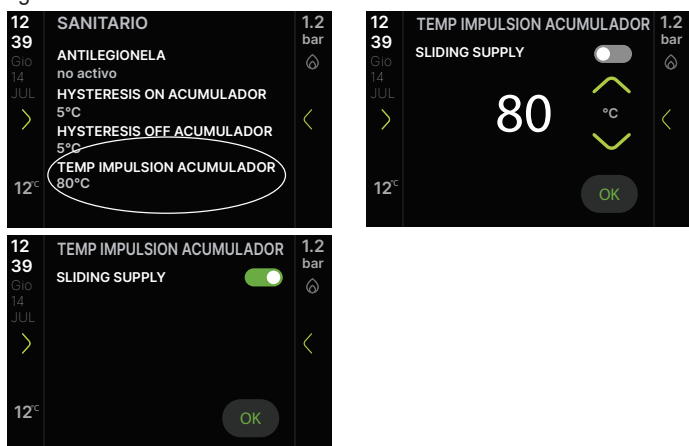 12
39
Gio
14
JUL
12°C
SANITARIO
ANTILEGIONELA
no activo
HYSTERESIS ON ACUMULADOR
5°C
HYSTERESIS OFF ACUMULADOR
5°C
TEMP IMPULSION ACUMULADOR
80°C
1.2
bar
12
39
Gio
14
JUL
12°C
TEMP IMPULSION ACUMULADOR
SLIDING SUPPLY
80
°C
OK
1.2
bar
12
39
Gio
14
JUL
12°C
TEMP IMPULSION ACUMULADOR
SLIDING SUPPLY
OK
1.2
bar